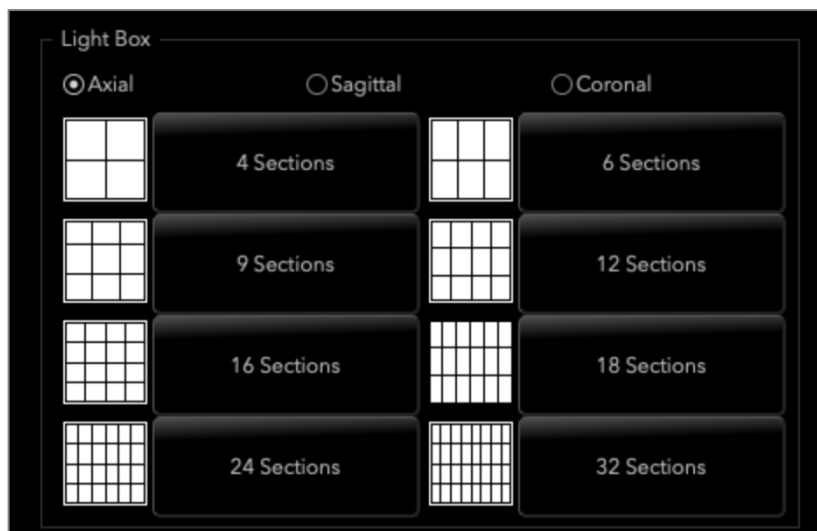 Light Box
Axial Sagittal Coronal
4 Sections 6 Sections
9 Sections 12 Sections
16 Sections 18 Sections
24 Sections 32 Sections